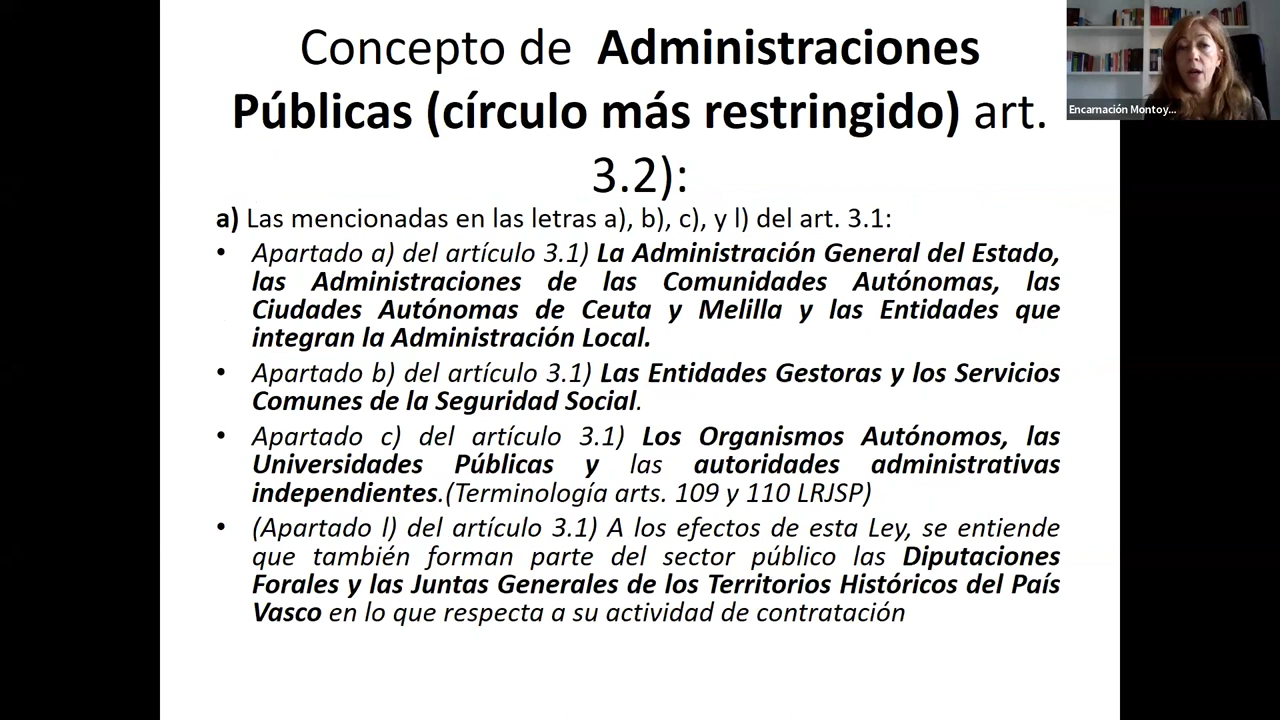 Concepto de Administraciones
Públicas (círculo más restringido) art.
3.2):
Encarnación Montoy...
a) Las mencionadas en las letras a), b), c), y l) del art. 3.1:
• Apartado a) del artículo 3.1) La Administración General del Estado,
las Administraciones de las Comunidades Autónomas, las
Ciudades Autónomas de Ceuta y Melilla y las Entidades que
integran la Administración Local.
• Apartado b) del artículo 3.1) Las Entidades Gestoras y los Servicios
Comunes de la Seguridad Social.
• Apartado c) del artículo 3.1) Los Organismos Autónomos, las
Universidades Públicas y las autoridades administrativas
independientes.(Terminología arts. 109 y 110 LRJSP)
• (Apartado l) del artículo 3.1) A los efectos de esta Ley, se entiende
que también forman parte del sector público las Diputaciones
Forales y las Juntas Generales de los Territorios Históricos del País
Vasco en lo que respecta a su actividad de contratación